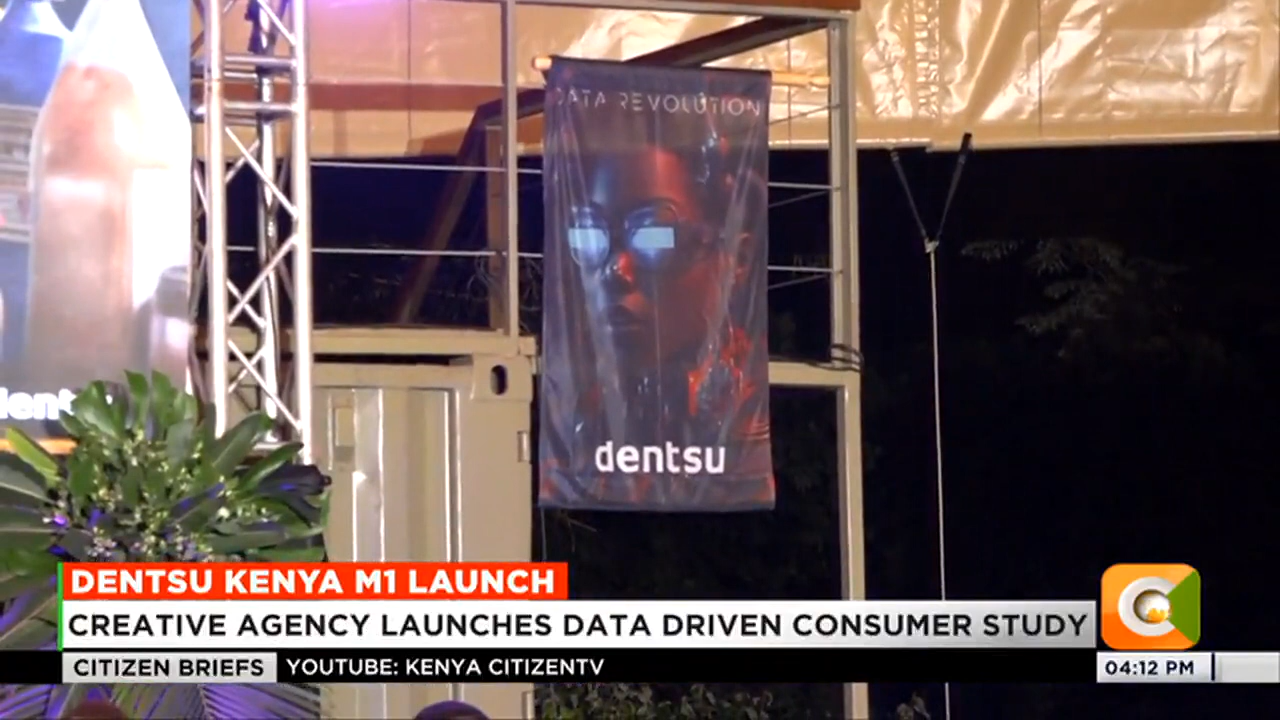 DATA REVOLUTION
dentsu
DENTSU KENYA M1 LAUNCH
CREATIVE AGENCY LAUNCHES DATA DRIVEN CONSUMER STUDY
CITIZEN BRIEFS
YOUTUBE: KENYA CITIZENTV
04:12 PM